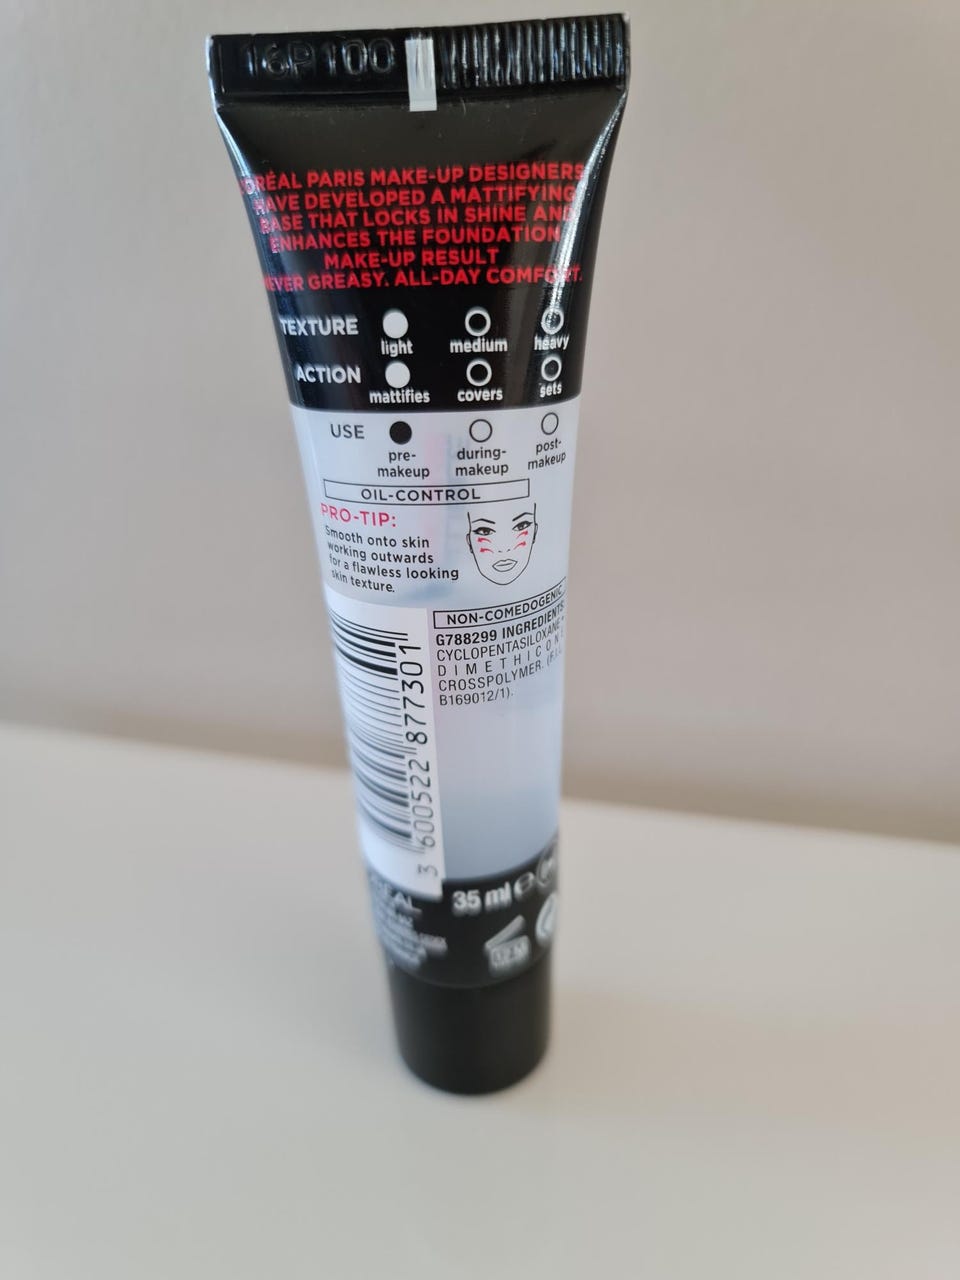 16P100
L'ORÉAL PARIS MAKE-UP DESIGNERS
HAVE DEVELOPED A MATTIFYING
BASE THAT LOCKS IN SHINE AND
ENHANCES THE FOUNDATION
MAKE-UP RESULT
NEVER GREASY. ALL-DAY COMFORT.
TEXTURE light medium heavy
ACTION mattifies covers sets
USE pre-makeup during-makeup post-makeup
OIL-CONTROL
PRO-TIP:
Smooth onto skin
working outwards
for a flawless looking
skin texture.
NON-COMEDOGENIC
G788299 INGREDIENTS:
CYCLOPENTASILOXANE •
DIMETHICONE
CROSSPOLYMER. (F.I.L.
B169012/1).
3 600522 877301
35 ml e
12 M